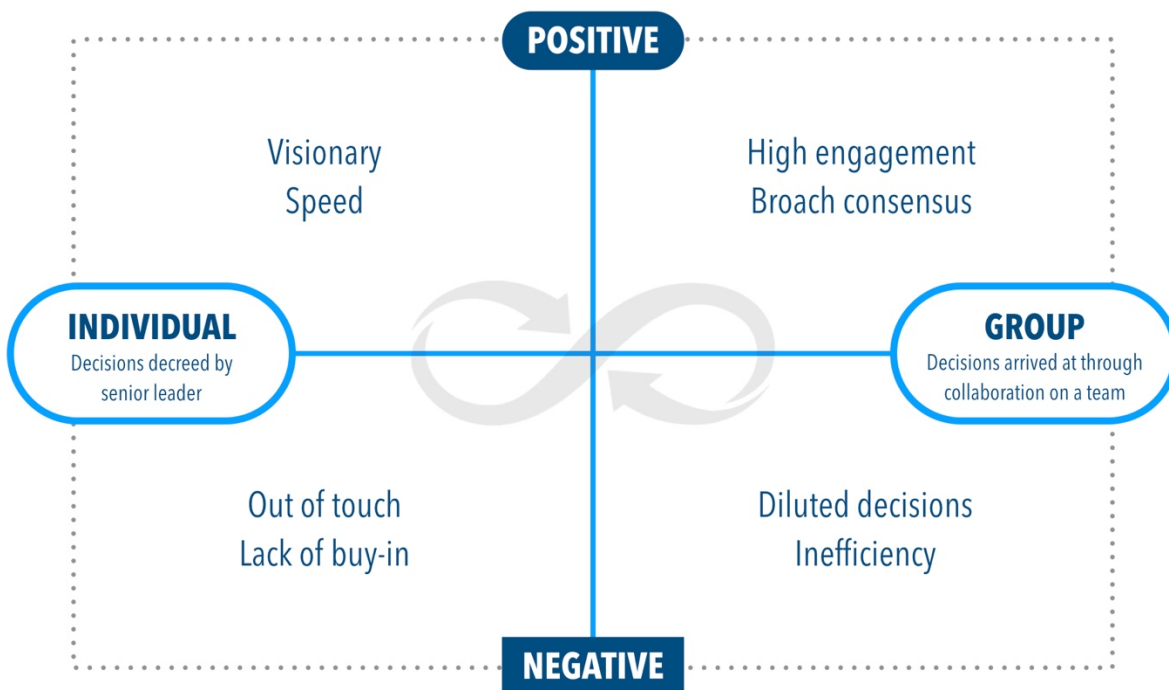 POSITIVE
Visionary
Speed
High engagement
Broach consensus
INDIVIDUAL
Decisions decreed by
senior leader
GROUP
Decisions arrived at through
collaboration on a team
Out of touch
Lack of buy-in
Diluted decisions
Inefficiency
NEGATIVE